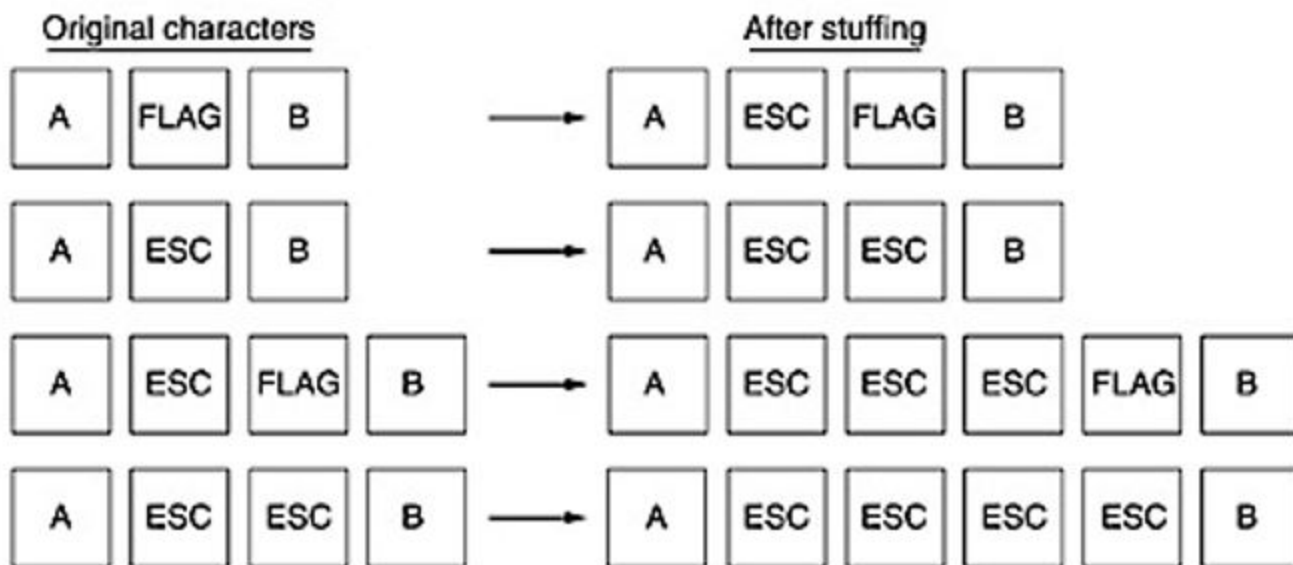 Original characters After stuffing
A FLAG B A ESC FLAG B
A ESC B A ESC ESC B
A ESC FLAG B A ESC ESC ESC FLAG B
A ESC ESC B A ESC ESC ESC ESC B